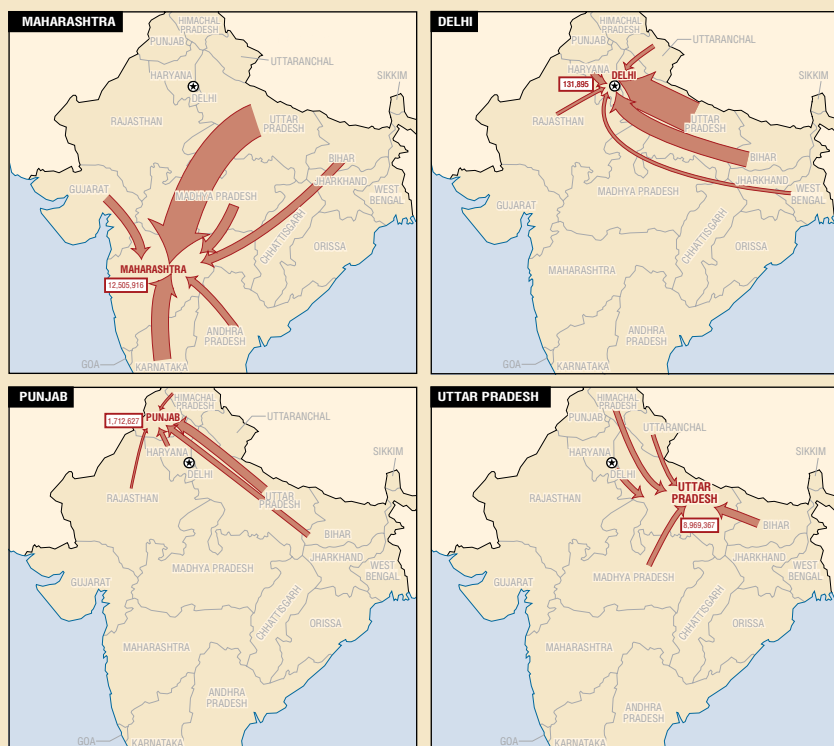 MAHARASHTRA
HIMACHAL
PRADESH
PUNJAB
UTTARANCHAL
HARYANA
DELHI
SIKKIM
RAJASTHAN
UTTAR
PRADESH
BIHAR
JHARKHAND
GUJARAT
MADHYA PRADESH
WEST
BENGAL
CHHATTISGARH
ORISSA
MAHARASHTRA
12,505,916
ANDHRA
PRADESH
GOA
KARNATAKA
DELHI
HIMACHAL
PRADESH
UTTARANCHAL
PUNJAB
HARYANA
DELHI
SIKKIM
131,895
RAJASTHAN
UTTAR
PRADESH
BIHAR
JHARKHAND
MADHYA PRADESH
WEST
BENGAL
GUJARAT
CHHATTISGARH
ORISSA
MAHARASHTRA
ANDHRA
PRADESH
GOA
KARNATAKA
PUNJAB
HIMACHAL
PRADESH
PUNJAB
1,712,627
UTTARANCHAL
HARYANA
SIKKIM
DELHI
RAJASTHAN
UTTAR
PRADESH
BIHAR
JHARKHAND
MADHYA PRADESH
WEST
BENGAL
GUJARAT
CHHATTISGARH
ORISSA
MAHARASHTRA
ANDHRA
PRADESH
GOA
KARNATAKA
UTTAR PRADESH
HIMACHAL
PRADESH
PUNJAB
UTTARANCHAL
HARYANA
SIKKIM
DELHI
RAJASTHAN
UTTAR
PRADESH
8,969,367
BIHAR
JHARKHAND
MADHYA PRADESH
WEST
BENGAL
GUJARAT
CHHATTISGARH
ORISSA
MAHARASHTRA
ANDHRA
PRADESH
GOA
KARNATAKA